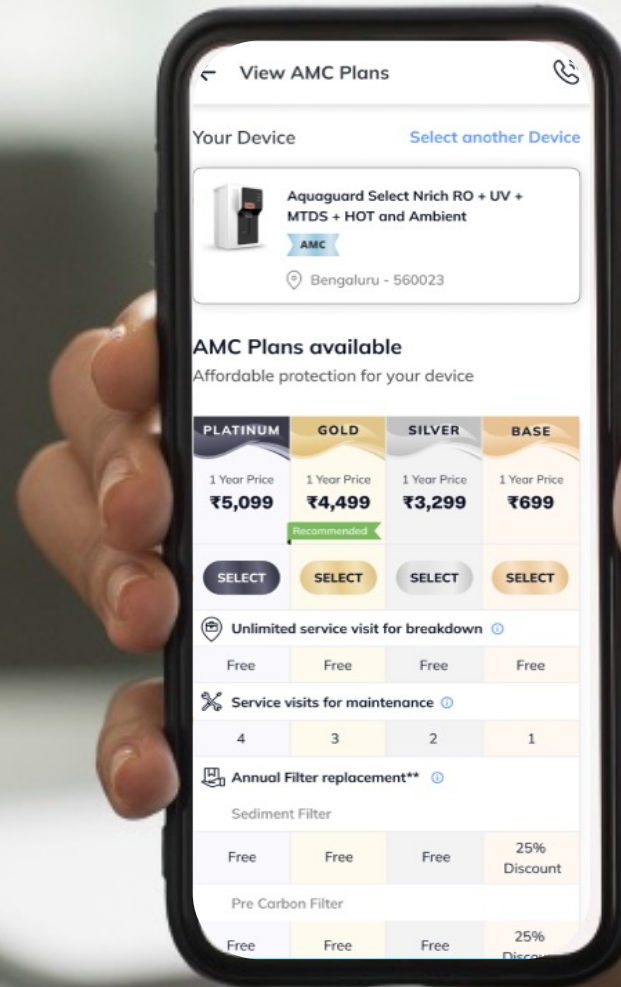 View AMC Plans
Your Device
Select another Device
Aquaguard Select Nrich RO + UV +
MTDS + HOT and Ambient
AMC
Bengaluru - 560023
AMC Plans available
Affordable protection for your device
PLATINUM GOLD SILVER BASE
1 Year Price 1 Year Price 1 Year Price 1 Year Price
₹5,099 ₹4,499 ₹3,299 ₹699
Recommended
SELECT SELECT SELECT SELECT
Unlimited service visit for breakdown
Free Free Free Free
Service visits for maintenance
4 3 2 1
Annual Filter replacement**
Sediment Filter
Free Free Free 25%
Discount
Pre Carbon Filter
Free Free Free 25%